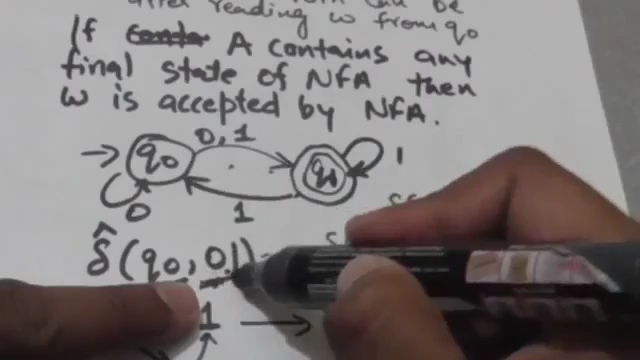 after reading w from q0
If A contains any
final state of NFA then
w is accepted by NFA.
0,1
q0
q1
1
0
1
δ̂(q0, 01)
1